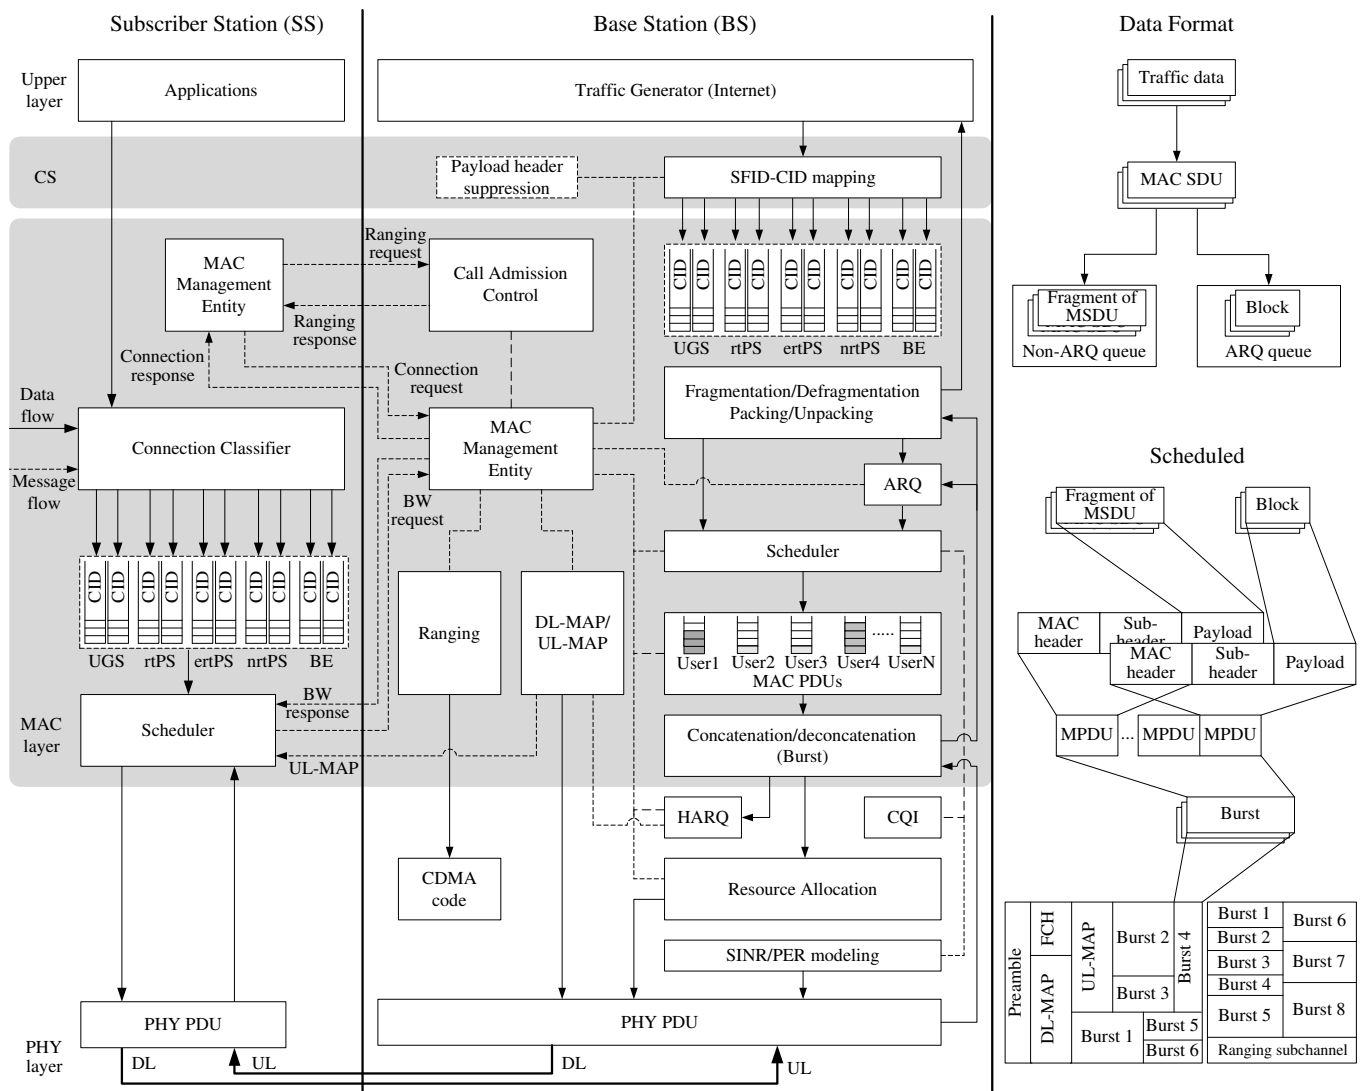 Subscriber Station (SS)
Base Station (BS)
Data Format
Upper
layer
Applications
Traffic Generator (Internet)
Traffic data
CS
Payload header
suppression
SFID-CID mapping
MAC SDU
MAC
Management
Entity
Ranging
request
Call Admission
Control
Ranging
response
CID
CID
CID
CID
CID
CID
CID
CID
CID
CID
UGS
rtPS
ertPS
nrtPS
BE
Fragment of
MSDU
Non-ARQ queue
Block
ARQ queue
Connection
response
Connection
request
Data
flow
Connection Classifier
Message
flow
MAC
Management
Entity
BW
request
Fragmentation/Defragmentation
Packing/Unpacking
ARQ
Scheduler
Scheduled
Fragment of
MSDU
Block
CID
CID
CID
CID
CID
CID
CID
CID
CID
CID
UGS
rtPS
ertPS
nrtPS
BE
Ranging
DL-MAP/
UL-MAP
User1
User2
User3
User4
.....
UserN
MAC PDUs
MAC
header
Sub-
header
Payload
MAC
header
Sub-
header
Payload
BW
response
MAC
layer
Scheduler
UL-MAP
Concatenation/deconcatenation
(Burst)
MPDU
...
MPDU
MPDU
HARQ
CQI
Burst
CDMA
code
Resource Allocation
SINR/PER modeling
Preamble
FCH
DL-MAP
UL-MAP
Burst 2
Burst 3
Burst 4
Burst 1
Burst 5
Burst 6
Burst 1
Burst 2
Burst 3
Burst 4
Burst 5
Burst 6
Burst 7
Burst 8
Ranging subchannel
PHY
layer
PHY PDU
PHY PDU
DL
UL
DL
UL